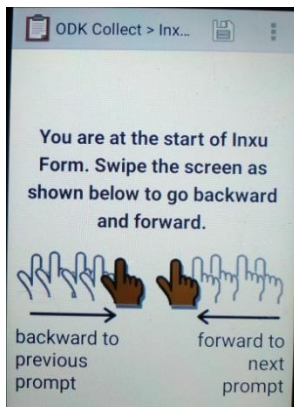 ODK Collect > Inx...
You are at the start of Inxu
Form. Swipe the screen as
shown below to go backward
and forward.
backward to
previous
prompt
forward to
next
prompt